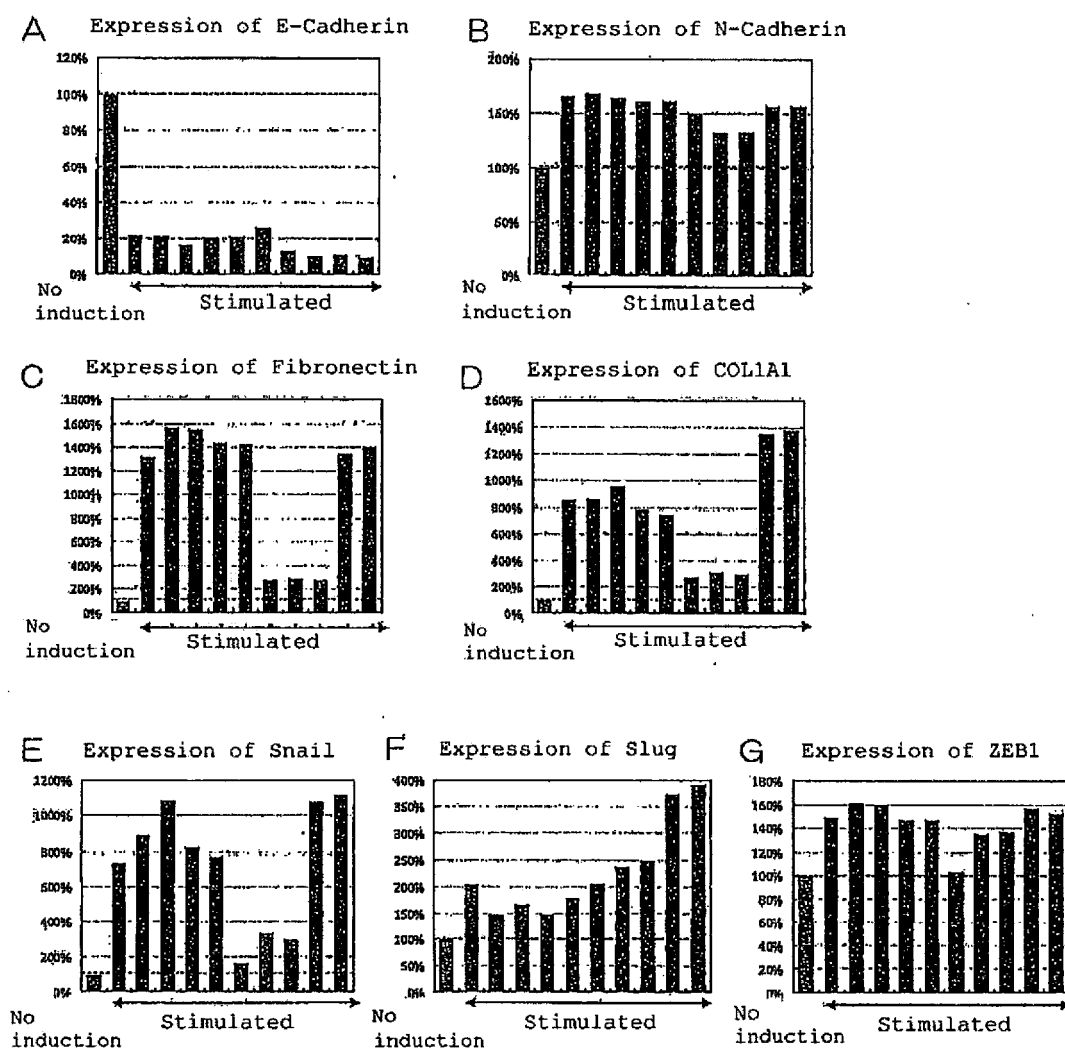 A Expression of E-Cadherin
120%
100%
80%
60%
40%
20%
0%
No induction
Stimulated
B Expression of N-Cadherin
200%
150%
100%
50%
0%
No induction
Stimulated
C Expression of Fibronectin
1800%
1600%
1400%
1200%
1000%
800%
600%
400%
200%
0%
No induction
Stimulated
D Expression of COL1A1
1600%
1400%
1200%
1000%
800%
600%
400%
200%
0%
No induction
Stimulated
E Expression of Snail
1200%
1000%
800%
600%
400%
200%
0%
No induction
Stimulated
F Expression of Slug
400%
350%
300%
250%
200%
150%
100%
50%
0%
No induction
Stimulated
G Expression of ZEB1
180%
160%
140%
120%
100%
80%
60%
40%
20%
0%
No induction
Stimulated